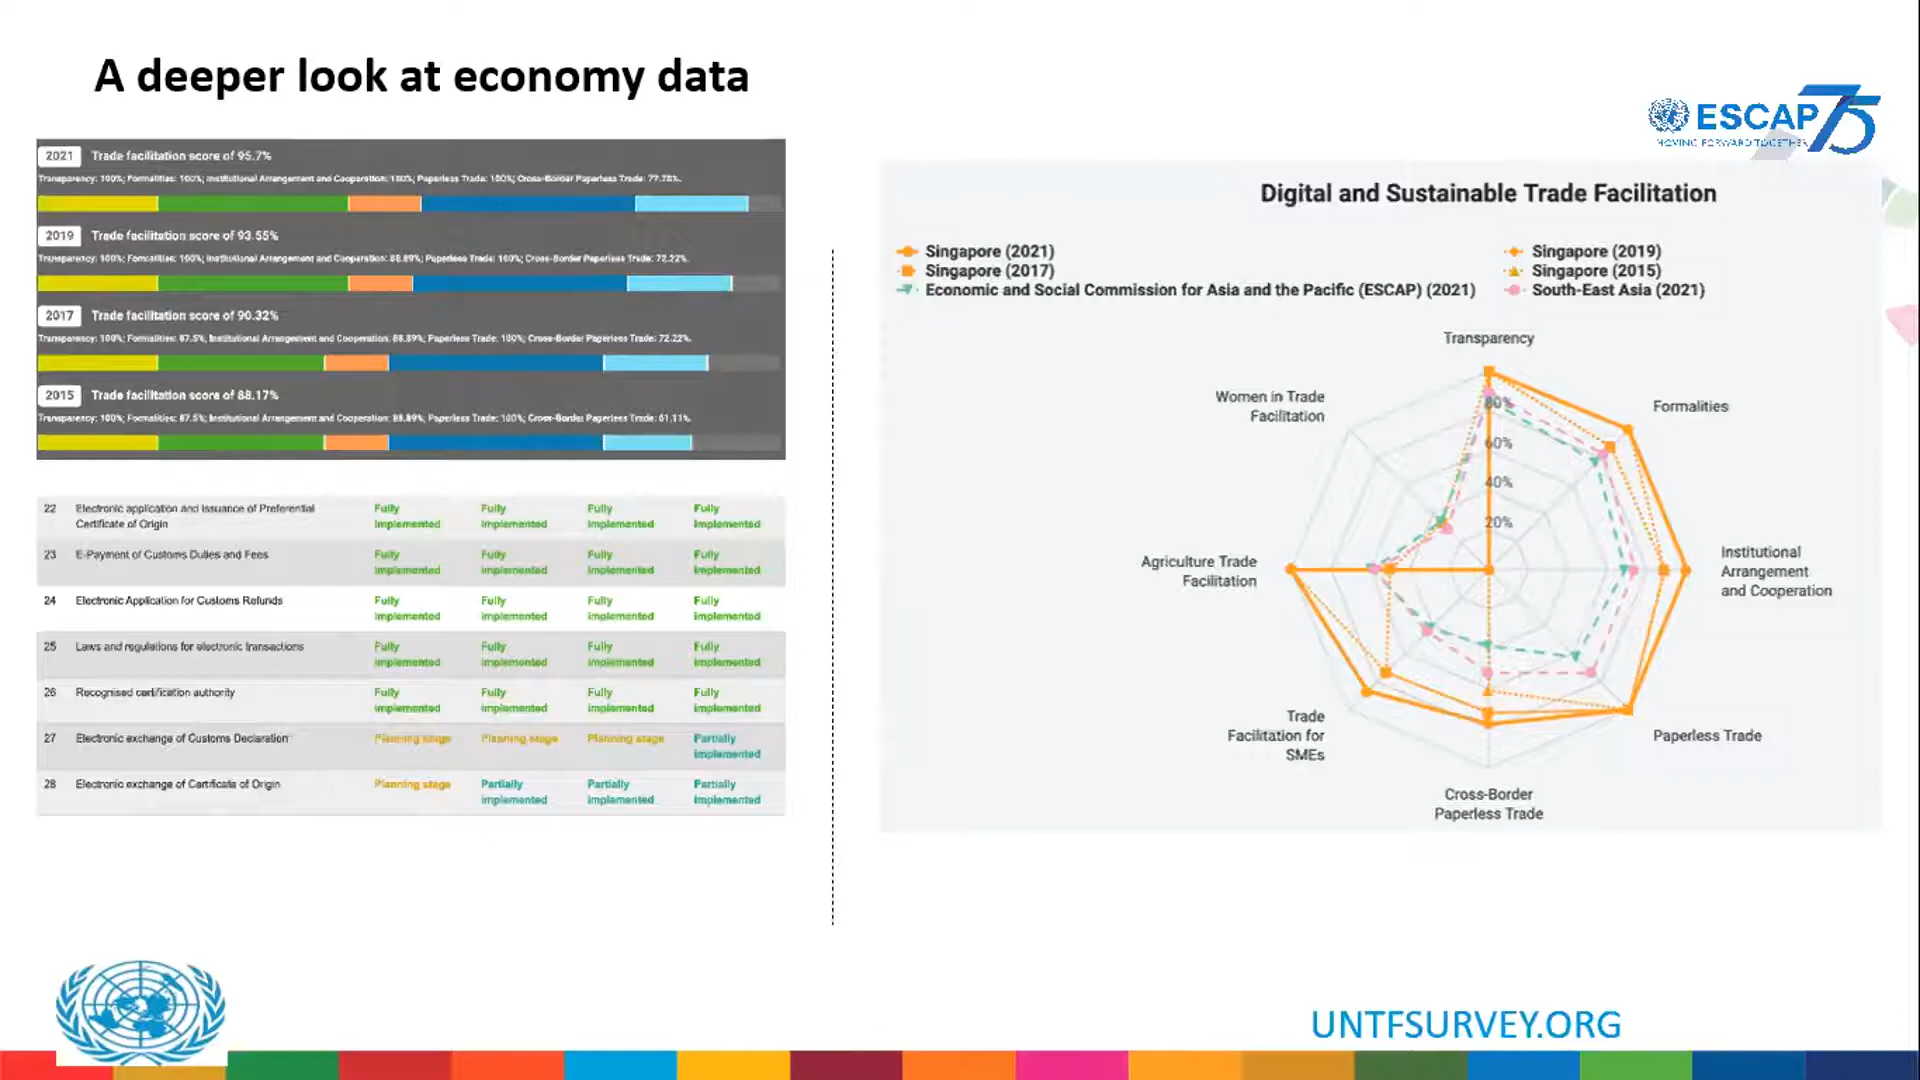 A deeper look at economy data
ESCAP 75
MOVING FORWARD TOGETHER
2021 Trade facilitation score of 95.7%
Transparency: 100%; Formalities: 100%; Institutional Arrangement and Cooperation: 100%; Paperless Trade: 100%; Cross-Border Paperless Trade: 77.78%.
2019 Trade facilitation score of 93.55%
Transparency: 100%; Formalities: 100%; Institutional Arrangement and Cooperation: 88.89%; Paperless Trade: 100%; Cross-Border Paperless Trade: 72.22%.
2017 Trade facilitation score of 90.32%
Transparency: 100%; Formalities: 87.5%; Institutional Arrangement and Cooperation: 88.89%; Paperless Trade: 100%; Cross-Border Paperless Trade: 72.22%.
2015 Trade facilitation score of 88.17%
Transparency: 100%; Formalities: 87.5%; Institutional Arrangement and Cooperation: 88.89%; Paperless Trade: 100%; Cross-Border Paperless Trade: 61.11%.
22 Electronic application and issuance of Preferential Fully Fully Fully Fully
Certificate of Origin implemented implemented implemented implemented
23 E-Payment of Customs Duties and Fees Fully Fully Fully Fully
implemented implemented implemented implemented
24 Electronic Application for Customs Refunds Fully Fully Fully Fully
implemented implemented implemented implemented
25 Laws and regulations for electronic transactions Fully Fully Fully Fully
implemented implemented implemented implemented
26 Recognised certification authority Fully Fully Fully Fully
implemented implemented implemented implemented
27 Electronic exchange of Customs Declaration Planning stage Planning stage Planning stage Partially
implemented
28 Electronic exchange of Certificate of Origin Planning stage Partially Partially Partially
implemented implemented implemented
Digital and Sustainable Trade Facilitation
Singapore (2021) Singapore (2019)
Singapore (2017) Singapore (2015)
Economic and Social Commission for Asia and the Pacific (ESCAP) (2021) South-East Asia (2021)
Transparency
Women in Trade
Facilitation
Formalities
80%
60%
40%
20%
Agriculture Trade
Facilitation
Institutional
Arrangement
and Cooperation
Trade
Facilitation for
SMEs
Paperless Trade
Cross-Border
Paperless Trade
UNTFSURVEY.ORG